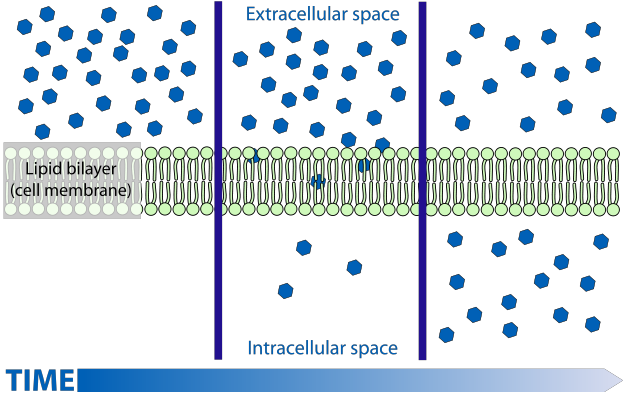 Extracellular space
Lipid bilayer
(cell membrane)
Intracellular space
TIME